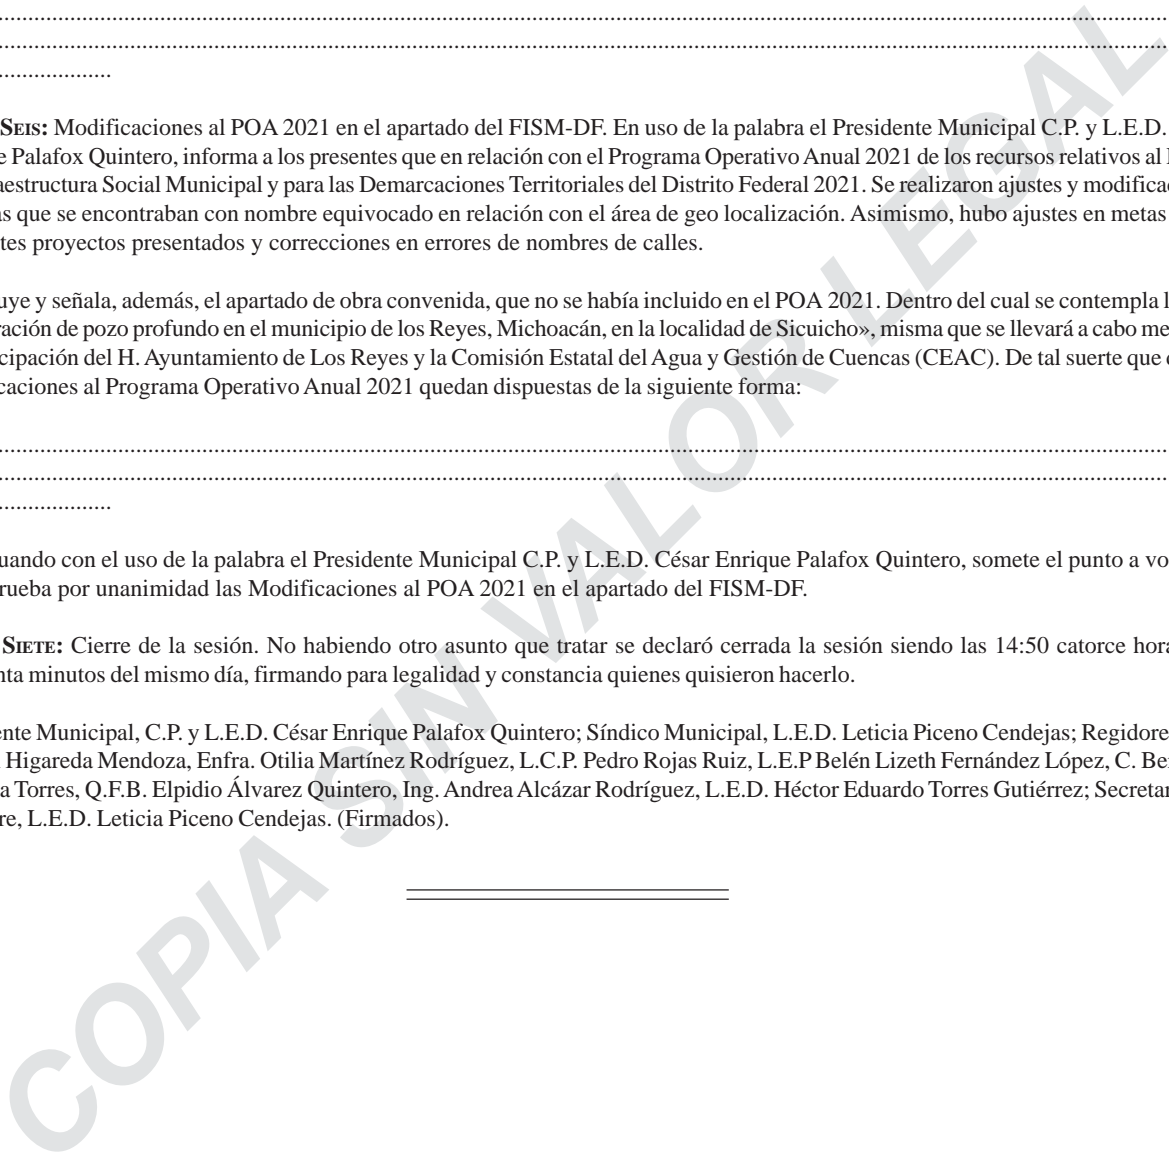 .......................................................................................................................................................................................................................
.......................................................................................................................................................................................................................
....................
SEIS: Modificaciones al POA 2021 en el apartado del FISM-DF. En uso de la palabra el Presidente Municipal C.P. y L.E.D.
Palafox Quintero, informa a los presentes que en relación con el Programa Operativo Anual 2021 de los recursos relativos al
aestructura Social Municipal y para las Demarcaciones Territoriales del Distrito Federal 2021. Se realizaron ajustes y modificac
as que se encontraban con nombre equivocado en relación con el área de geo localización. Asimismo, hubo ajustes en metas
tes proyectos presentados y correcciones en errores de nombres de calles.
uye y señala, además, el apartado de obra convenida, que no se había incluido en el POA 2021. Dentro del cual se contempla l
ración de pozo profundo en el municipio de los Reyes, Michoacán, en la localidad de Sicuicho», misma que se llevará a cabo me
cipación del H. Ayuntamiento de Los Reyes y la Comisión Estatal del Agua y Gestión de Cuencas (CEAC). De tal suerte que
caciones al Programa Operativo Anual 2021 quedan dispuestas de la siguiente forma:
.......................................................................................................................................................................................................................
.......................................................................................................................................................................................................................
....................
uando con el uso de la palabra el Presidente Municipal C.P. y L.E.D. César Enrique Palafox Quintero, somete el punto a vo
rueba por unanimidad las Modificaciones al POA 2021 en el apartado del FISM-DF.
SIETE: Cierre de la sesión. No habiendo otro asunto que tratar se declaró cerrada la sesión siendo las 14:50 catorce hora
nta minutos del mismo día, firmando para legalidad y constancia quienes quisieron hacerlo.
ente Municipal, C.P. y L.E.D. César Enrique Palafox Quintero; Síndico Municipal, L.E.D. Leticia Piceno Cendejas; Regidore
Higareda Mendoza, Enfra. Otilia Martínez Rodríguez, L.C.P. Pedro Rojas Ruiz, L.E.P Belén Lizeth Fernández López, C. Be
a Torres, Q.F.B. Elpidio Álvarez Quintero, Ing. Andrea Alcázar Rodríguez, L.E.D. Héctor Eduardo Torres Gutiérrez; Secretar
re, L.E.D. Leticia Piceno Cendejas. (Firmados).
COPIA SIN VALOR LEGAL